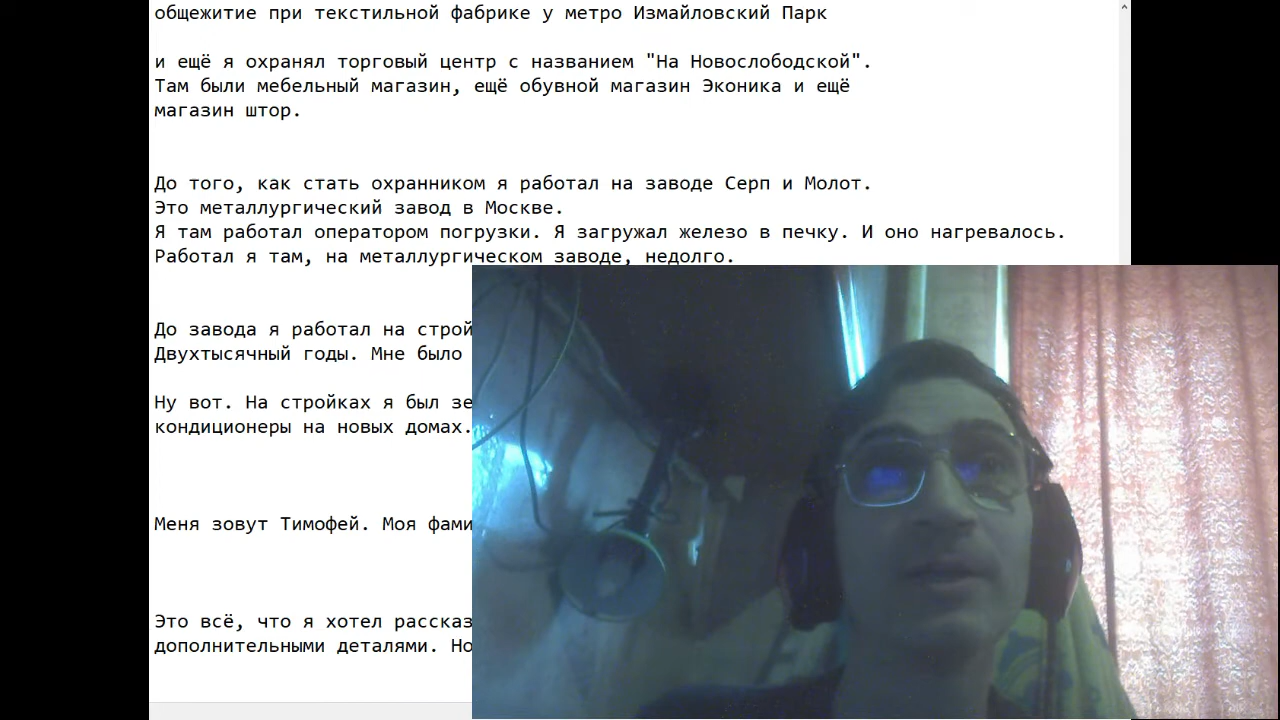 общежитие при текстильной фабрике у метро Измайловский Парк
и ещё я охранял торговый центр с названием "На Новослободской".
Там были мебельный магазин, ещё обувной магазин Эконика и ещё
магазин штор.
До того, как стать охранником я работал на заводе Серп и Молот.
Это металлургический завод в Москве.
Я там работал оператором погрузки. Я загружал железо в печку. И оно нагревалось.
Работал я там, на металлургическом заводе, недолго.
До завода я работал на строй
Двухтысячный годы. Мне было
Ну вот. На стройках я был зе
кондиционеры на новых домах.
Меня зовут Тимофей. Моя фами
Это всё, что я хотел рассказ
дополнительными деталями. Но